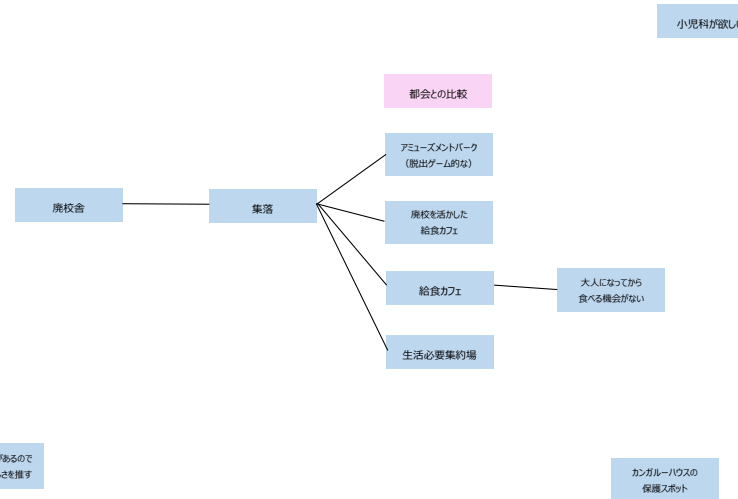 小児科が欲し
都会との比較
アミューズメントパーク
（脱出ゲーム的な）
廃校舎
集落
廃校を活かした
給食カフェ
給食カフェ
大人になってから
食べる機会がない
生活必要集約場
があるので
さを推す
カンガルーハウスの
保護スポット